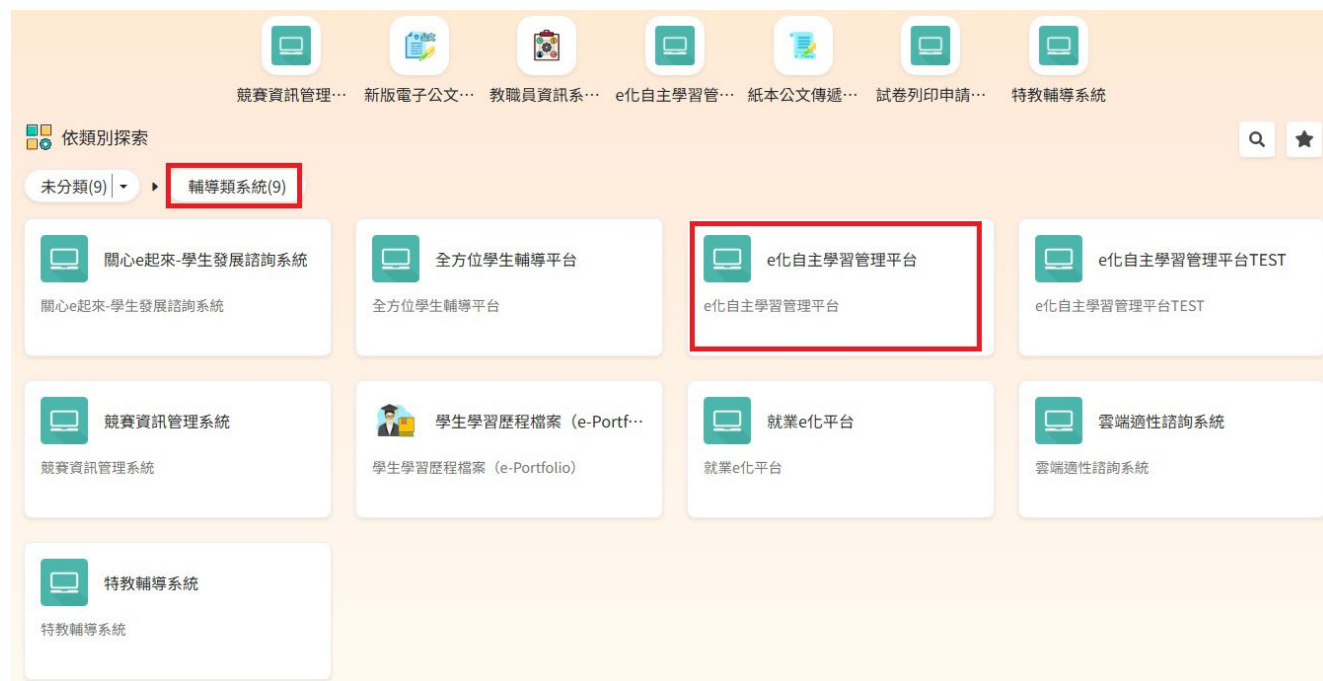 競賽資訊管理…
新版電子公文…
教職員資訊系…
e化自主學習管…
紙本公文傳遞…
試卷列印申請…
特教輔導系統
依類別探索
未分類(9)
輔導類系統(9)
關心e起來-學生發展諮詢系統
關心e起來-學生發展諮詢系統
全方位學生輔導平台
全方位學生輔導平台
e化自主學習管理平台
e化自主學習管理平台
e化自主學習管理平台TEST
e化自主學習管理平台TEST
競賽資訊管理系統
競賽資訊管理系統
學生學習歷程檔案（e-Portf…
學生學習歷程檔案（e-Portfolio）
就業e化平台
就業e化平台
雲端適性諮詢系統
雲端適性諮詢系統
特教輔導系統
特教輔導系統